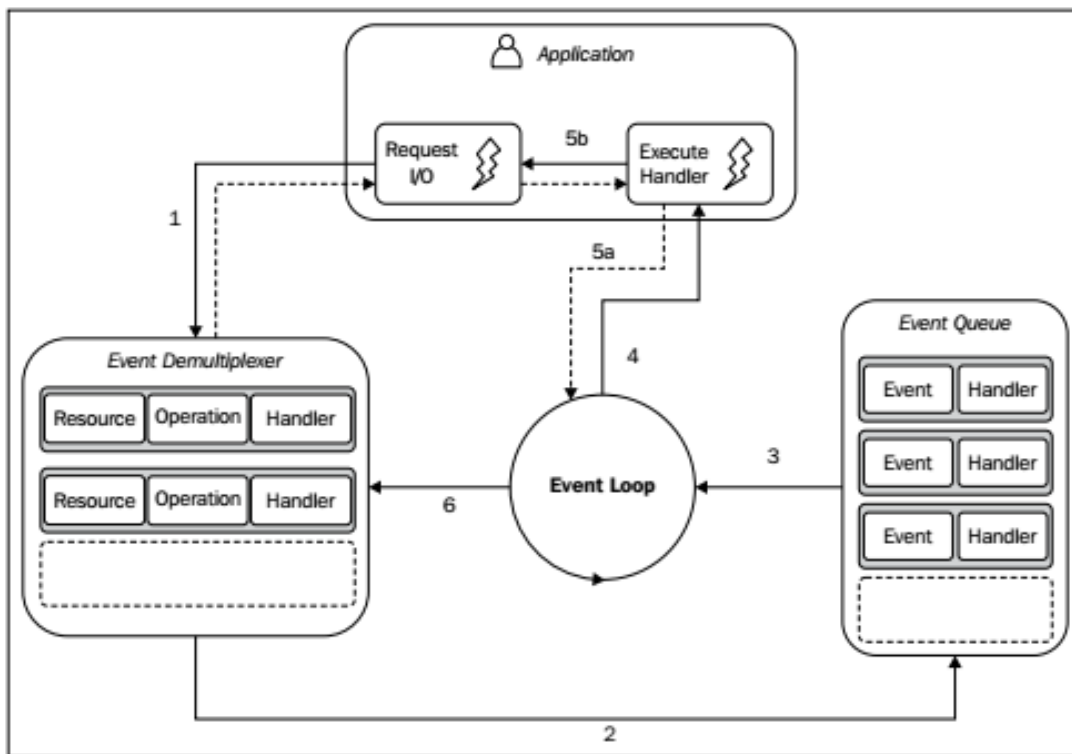 Application
Request
I/O
5b
Execute
Handler
1
5a
Event Demultiplexer
Resource Operation Handler
Resource Operation Handler
4
Event Loop
6
3
Event Queue
Event Handler
Event Handler
Event Handler
2